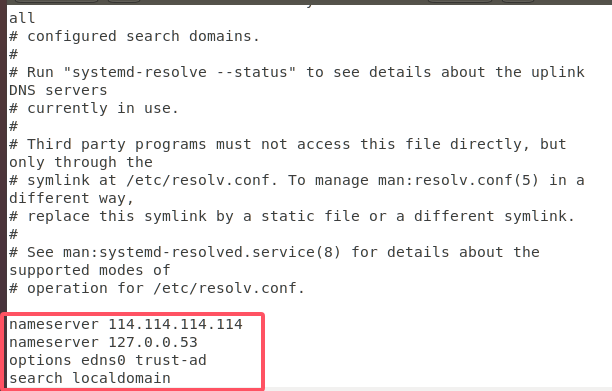 all
# configured search domains.
#
# Run "systemd-resolve --status" to see details about the uplink
DNS servers
# currently in use.
#
# Third party programs must not access this file directly, but
only through the
# symlink at /etc/resolv.conf. To manage man:resolv.conf(5) in a
different way,
# replace this symlink by a static file or a different symlink.
#
# See man:systemd-resolved.service(8) for details about the
supported modes of
# operation for /etc/resolv.conf.
nameserver 114.114.114.114
nameserver 127.0.0.53
options edns0 trust-ad
search localdomain